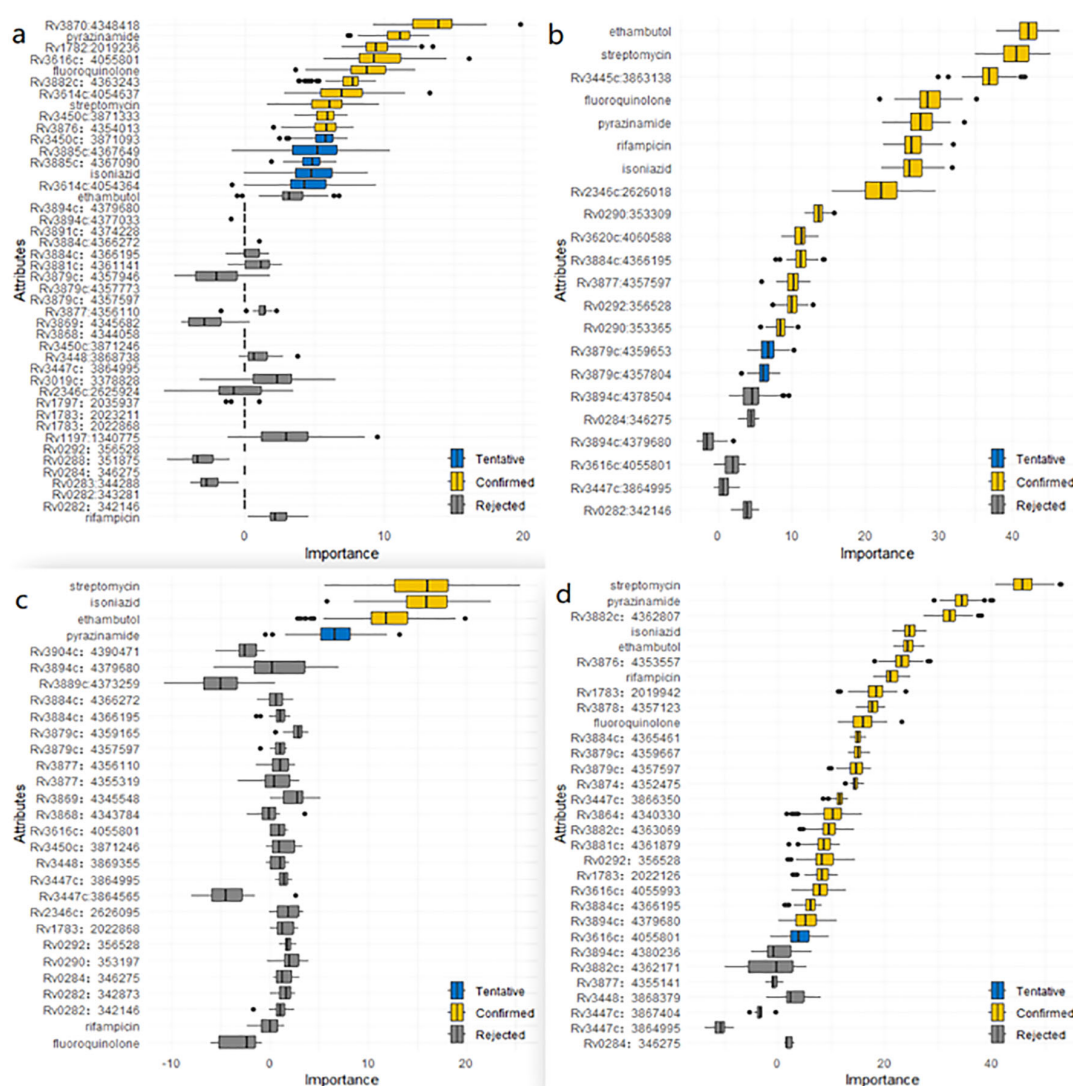 a
Rv3870:4348418
pyrazinamide
Rv1782:2019236
Rv3616c: 4055801
fluoroquinolone
Rv3882c: 4363243
Rv3614c:4054637
streptomycin
Rv3450c:3871333
Rv3876: 4354013
Rv3450c: 3871093
Rv3885c:4367649
Rv3885c: 4367090
isoniazid
Rv3614c:4054364
ethambutol
Rv3894c: 4379680
Rv3894c: 4377033
Rv3891c: 4374228
Rv3884c:4366272
Rv3884c: 4366195
Rv3881c: 4361141
Rv3879c: 4357946
Rv3879c:4357773
Rv3879c: 4357597
Rv3877:4356110
Rv3869: 4345682
Rv3868: 4344058
Rv3450c:3871246
Rv3448:3868738
Rv3447c: 3864995
Rv3019c: 3378828
Rv2346c:2625924
Rv1797: 2035937
Rv1783: 2023211
Rv1783: 2022868
Rv1197:1340775
Rv0292: 356528
Rv0288: 351875
Rv0284: 346275
Rv0283:344288
Rv0282:343281
Rv0282: 342146
rifampicin
Attributes
0 10 20
Importance
Tentative
Confirmed
Rejected
b
ethambutol
streptomycin
Rv3445c:3863138
fluoroquinolone
pyrazinamide
rifampicin
isoniazid
Rv2346c:2626018
Rv0290:353309
Rv3620c:4060588
Rv3884c:4366195
Rv3877:4357597
Rv0292:356528
Rv0290:353365
Rv3879c:4359653
Rv3879c:4357804
Rv3894c:4378504
Rv0284:346275
Rv3894c:4379680
Rv3616c:4055801
Rv3447c:3864995
Rv0282:342146
Attributes
0 10 20 30 40
Importance
Tentative
Confirmed
Rejected
c
streptomycin
isoniazid
ethambutol
pyrazinamide
Rv3904c: 4390471
Rv3894c: 4379680
Rv3889c:4373259
Rv3884c: 4366272
Rv3884c: 4366195
Rv3879c: 4359165
Rv3879c: 4357597
Rv3877: 4356110
Rv3877: 4355319
Rv3869: 4345548
Rv3868: 4343784
Rv3616c: 4055801
Rv3450c: 3871246
Rv3448: 3869355
Rv3447c: 3864995
Rv3447c:3864565
Rv2346c: 2626095
Rv1783: 2022868
Rv0292: 356528
Rv0290: 353197
Rv0284: 346275
Rv0282: 342873
Rv0282: 342146
rifampicin
fluoroquinolone
Attributes
-10 0 10 20
Importance
Tentative
Confirmed
Rejected
d
streptomycin
pyrazinamide
Rv3882c: 4362807
isoniazid
ethambutol
Rv3876: 4353557
rifampicin
Rv1783: 2019942
Rv3878: 4357123
fluoroquinolone
Rv3884c: 4365461
Rv3879c: 4359667
Rv3879c: 4357597
Rv3874: 4352475
Rv3447c: 3866350
Rv3864: 4340330
Rv3882c: 4363069
Rv3881c: 4361879
Rv0292: 356528
Rv1783: 2022126
Rv3616c: 4055993
Rv3884c: 4366195
Rv3894c: 4379680
Rv3616c: 4055801
Rv3894c: 4380236
Rv3882c: 4362171
Rv3877: 4355141
Rv3448: 3868379
Rv3447c: 3867404
Rv3447c: 3864995
Rv0284: 346275
Attributes
0 20 40
Importance
Tentative
Confirmed
Rejected